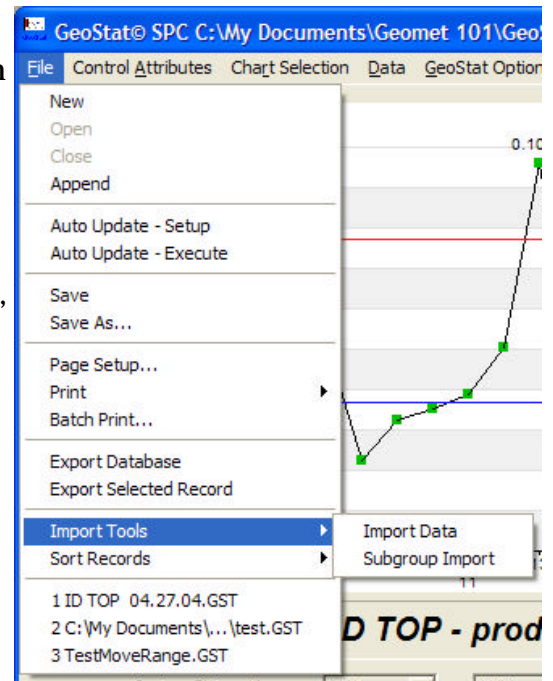 GeoStat© SPC C:\My Documents\Geomet 101\Geo
File Control Attributes Chart Selection Data GeoStat Option
New
Open
Close
Append
Auto Update - Setup
Auto Update - Execute
Save
Save As...
Page Setup...
Print
Batch Print...
Export Database
Export Selected Record
Import Tools
Import Data
Sort Records
Subgroup Import
1 ID TOP 04.27.04.GST
2 C:\My Documents\...\test.GST
3 TestMoveRange.GST
0.10
11
D TOP - prod